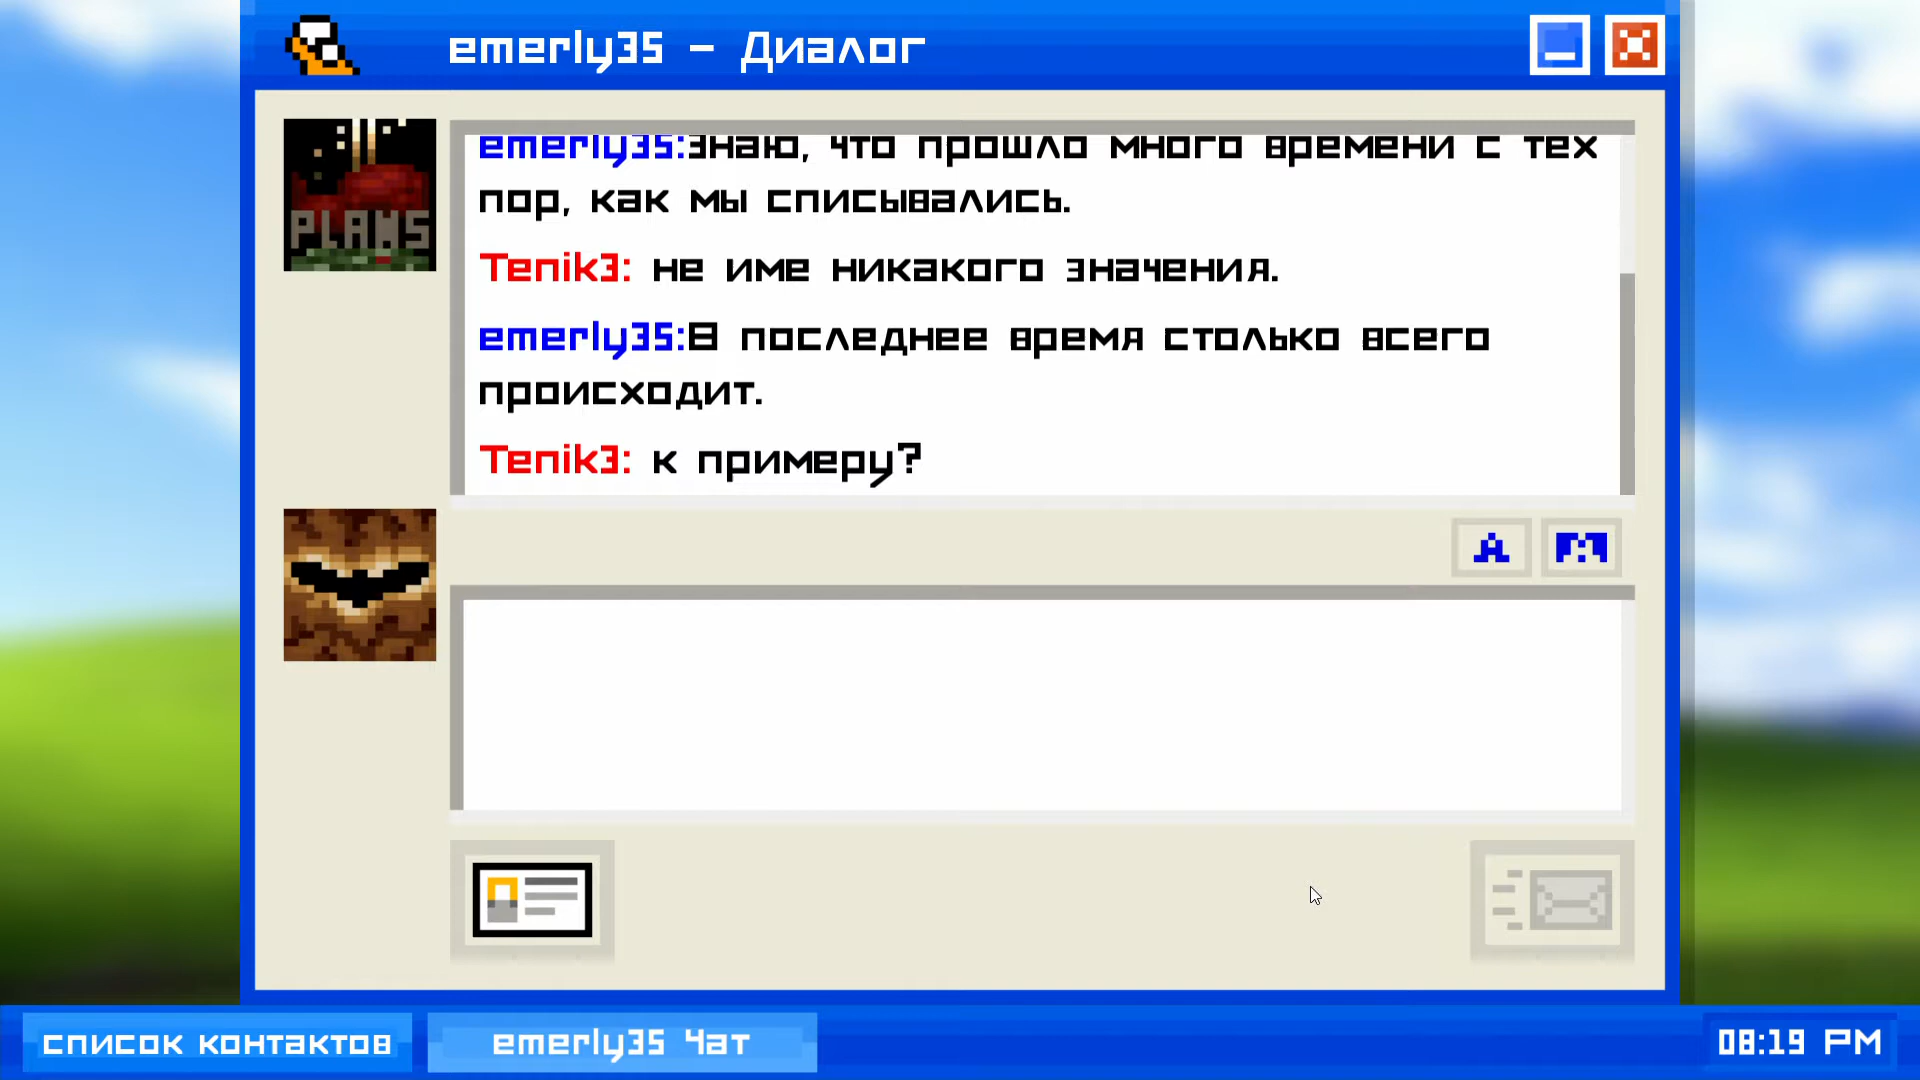 emerly35 - Диалог
emerly35:Знаю, что прошло много времени с тех
пор, как мы списывались.
Tenik3: не име никакого значения.
emerly35:В последнее время столько всего
происходит.
Tenik3: к примеру?
PLANS
A M
список контактов
emerly35 Чат
08:19 PM